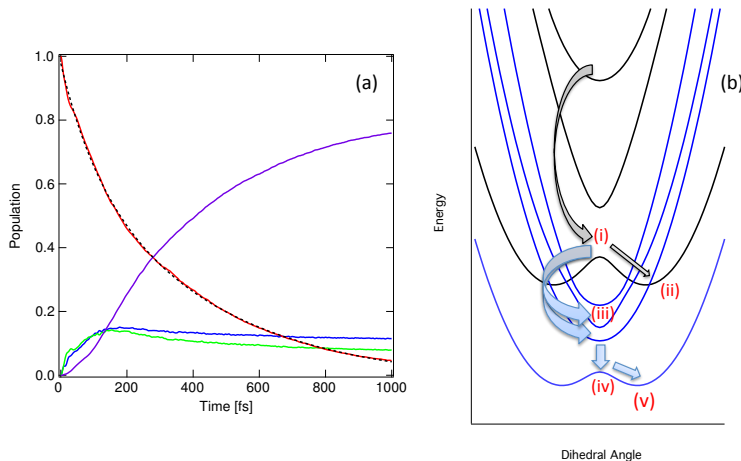 (a)
1.0
0.8
0.6
0.4
0.2
0.0
Population
0
200
400
600
800
1000
Time [fs]
(b)
Energy
(i)
(ii)
(iii)
(iv)
(v)
Dihedral Angle